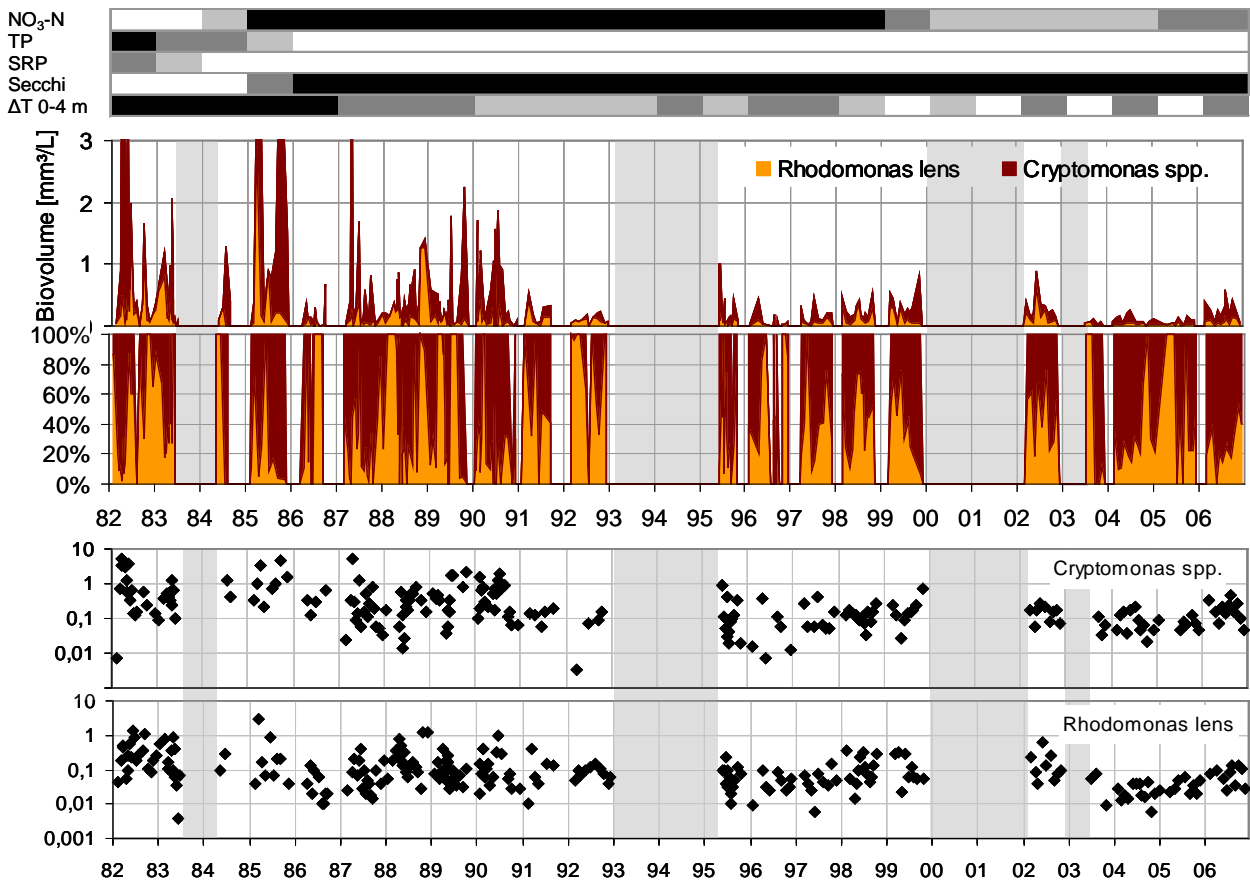 NO3-N
TP
SRP
Secchi
ΔT 0-4 m
Biovolume [mm³/L]
3
2
1
Rhodomonas lens
Cryptomonas spp.
100%
80%
60%
40%
20%
0%
82 83 84 85 86 87 88 89 90 91 92 93 94 95 96 97 98 99 00 01 02 03 04 05 06
10
1
0,1
0,01
Cryptomonas spp.
10
1
0,1
0,01
0,001
Rhodomonas lens
82 83 84 85 86 87 88 89 90 91 92 93 94 95 96 97 98 99 00 01 02 03 04 05 06